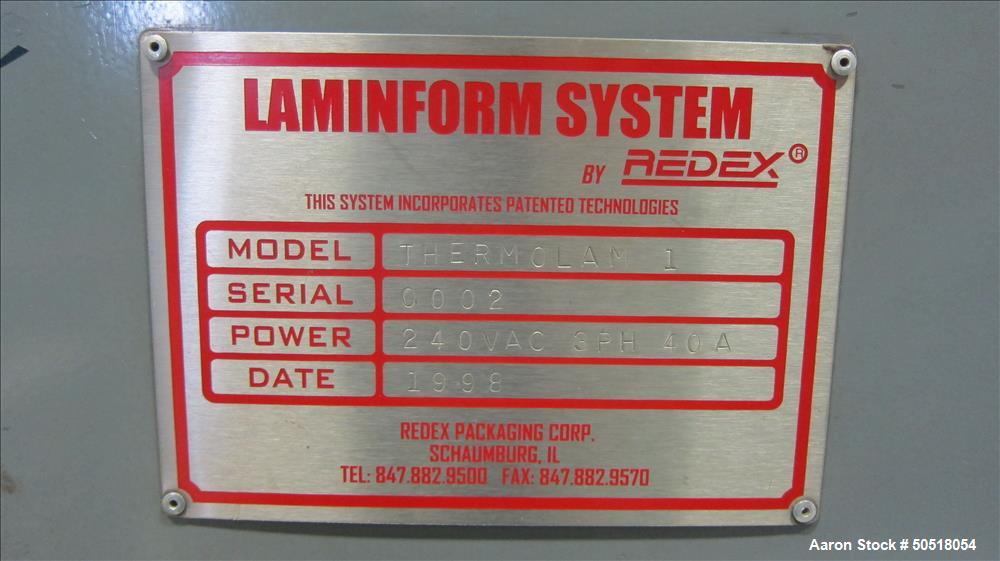 LAMINFORM SYSTEM
BY REDEX®
THIS SYSTEM INCORPORATES PATENTED TECHNOLOGIES
MODEL THERMOLAM 1
SERIAL 0002
POWER 240VAC 3PH 40A
DATE 1998
REDEX PACKAGING CORP.
SCHAUMBURG, IL
TEL: 847.882.9500 FAX: 847.882.9570
Aaron Stock # 50518054